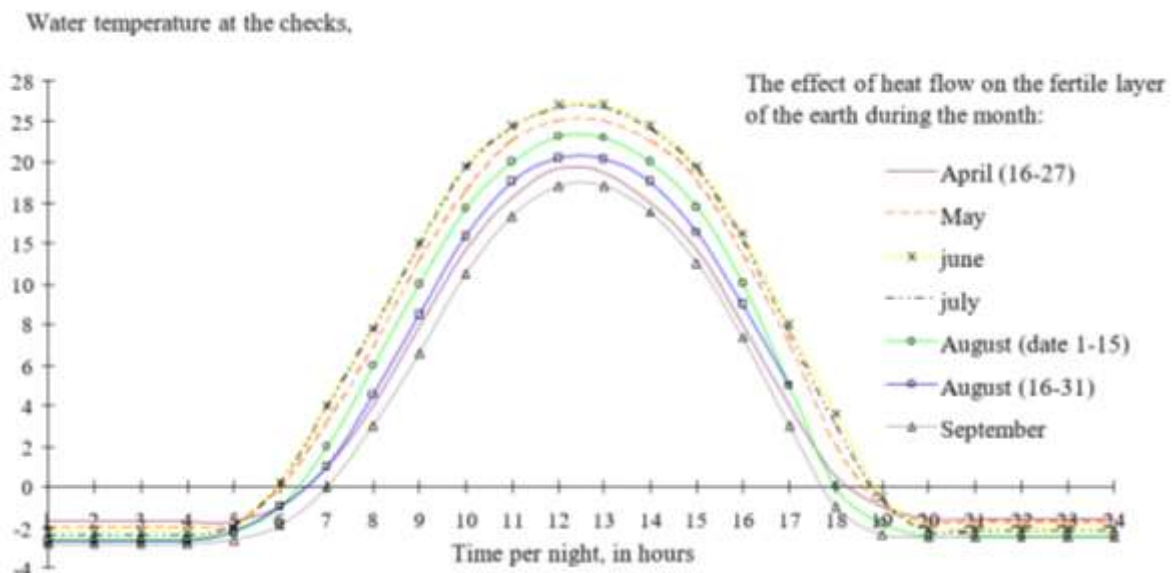 Water temperature at the checks,
28
25
20
18
15
10
8
6
4
2
0
-2
-4
The effect of heat flow on the fertile layer
of the earth during the month:
April (16-27)
May
june
july
August (date 1-15)
August (16-31)
September
1 2 3 4 5 6 7 8 9 10 11 12 13 14 15 16 17 18 19 20 21 22 23 24
Time per night, in hours